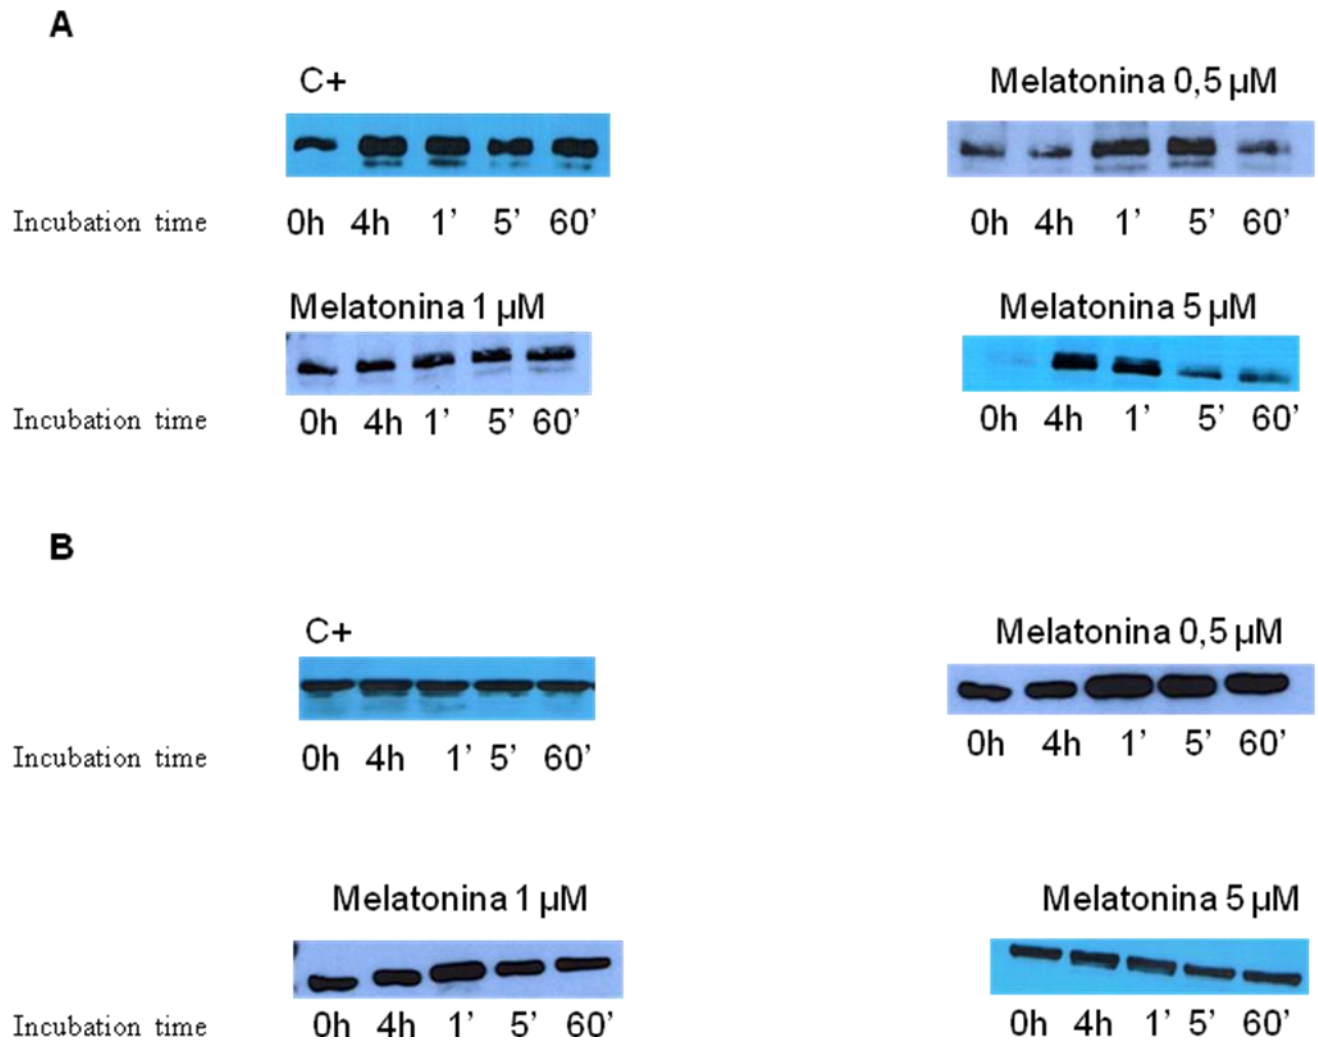 A
C+ Melatonina 0,5 µM
Incubation time 0h 4h 1’ 5’ 60’ 0h 4h 1’ 5’ 60’
Melatonina 1 µM Melatonina 5 µM
Incubation time 0h 4h 1’ 5’ 60’ 0h 4h 1’ 5’ 60’
B
C+ Melatonina 0,5 µM
Incubation time 0h 4h 1’ 5’ 60’ 0h 4h 1’ 5’ 60’
Melatonina 1 µM Melatonina 5 µM
Incubation time 0h 4h 1’ 5’ 60’ 0h 4h 1’ 5’ 60’